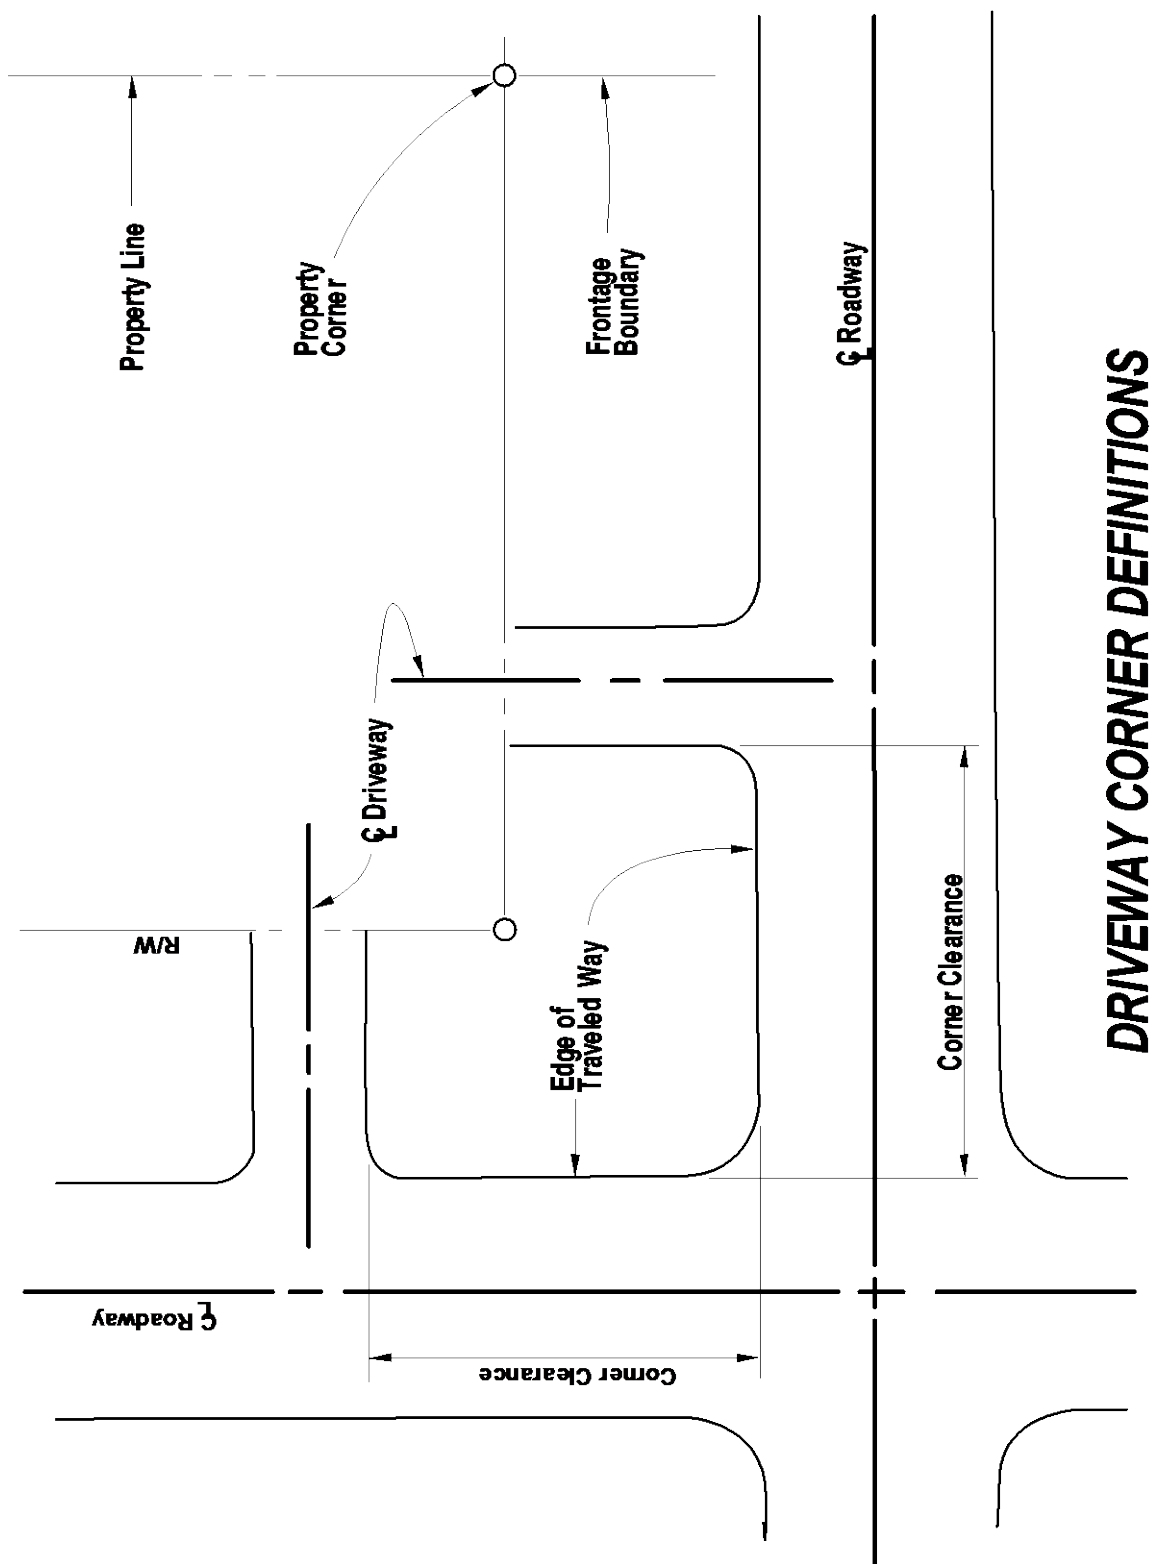 Property Line
Property
Corner
Frontage
Boundary
℄ Roadway
℄ Driveway
R/W
Edge of
Traveled Way
Corner Clearance
℄ Roadway
Corner Clearance
DRIVEWAY CORNER DEFINITIONS